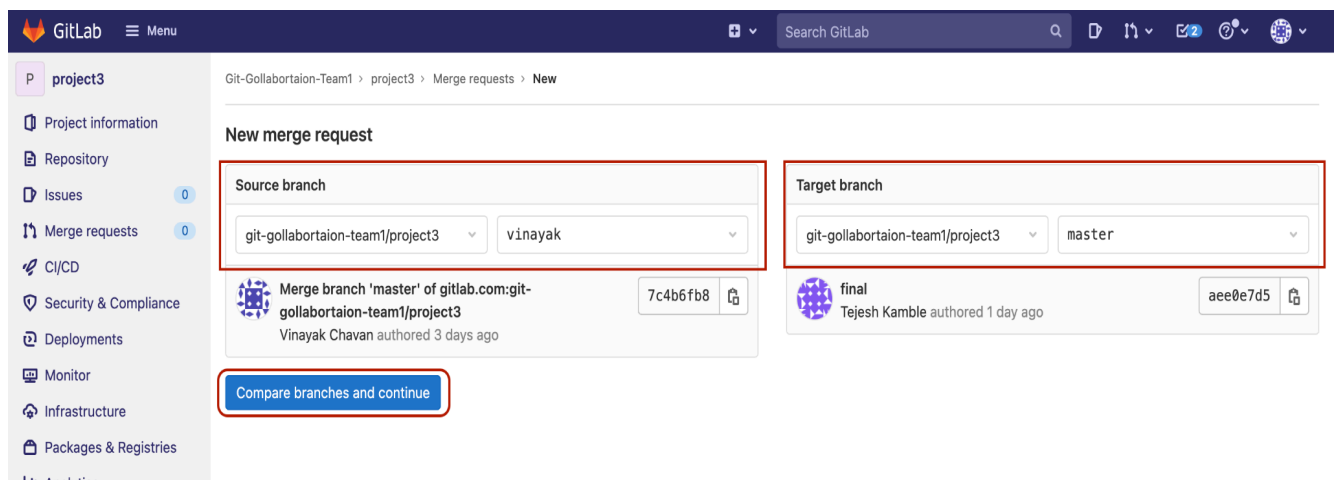 GitLab Menu Search GitLab 2
P project3
Git-Gollabortaion-Team1 > project3 > Merge requests > New
Project information
Repository
Issues 0
Merge requests 0
CI/CD
Security & Compliance
Deployments
Monitor
Infrastructure
Packages & Registries
New merge request
Source branch
git-gollabortaion-team1/project3 vinayak
Merge branch 'master' of gitlab.com:git-
gollabortaion-team1/project3
7c4b6fb8
Vinayak Chavan authored 3 days ago
Target branch
git-gollabortaion-team1/project3 master
final
aee0e7d5
Tejesh Kamble authored 1 day ago
Compare branches and continue